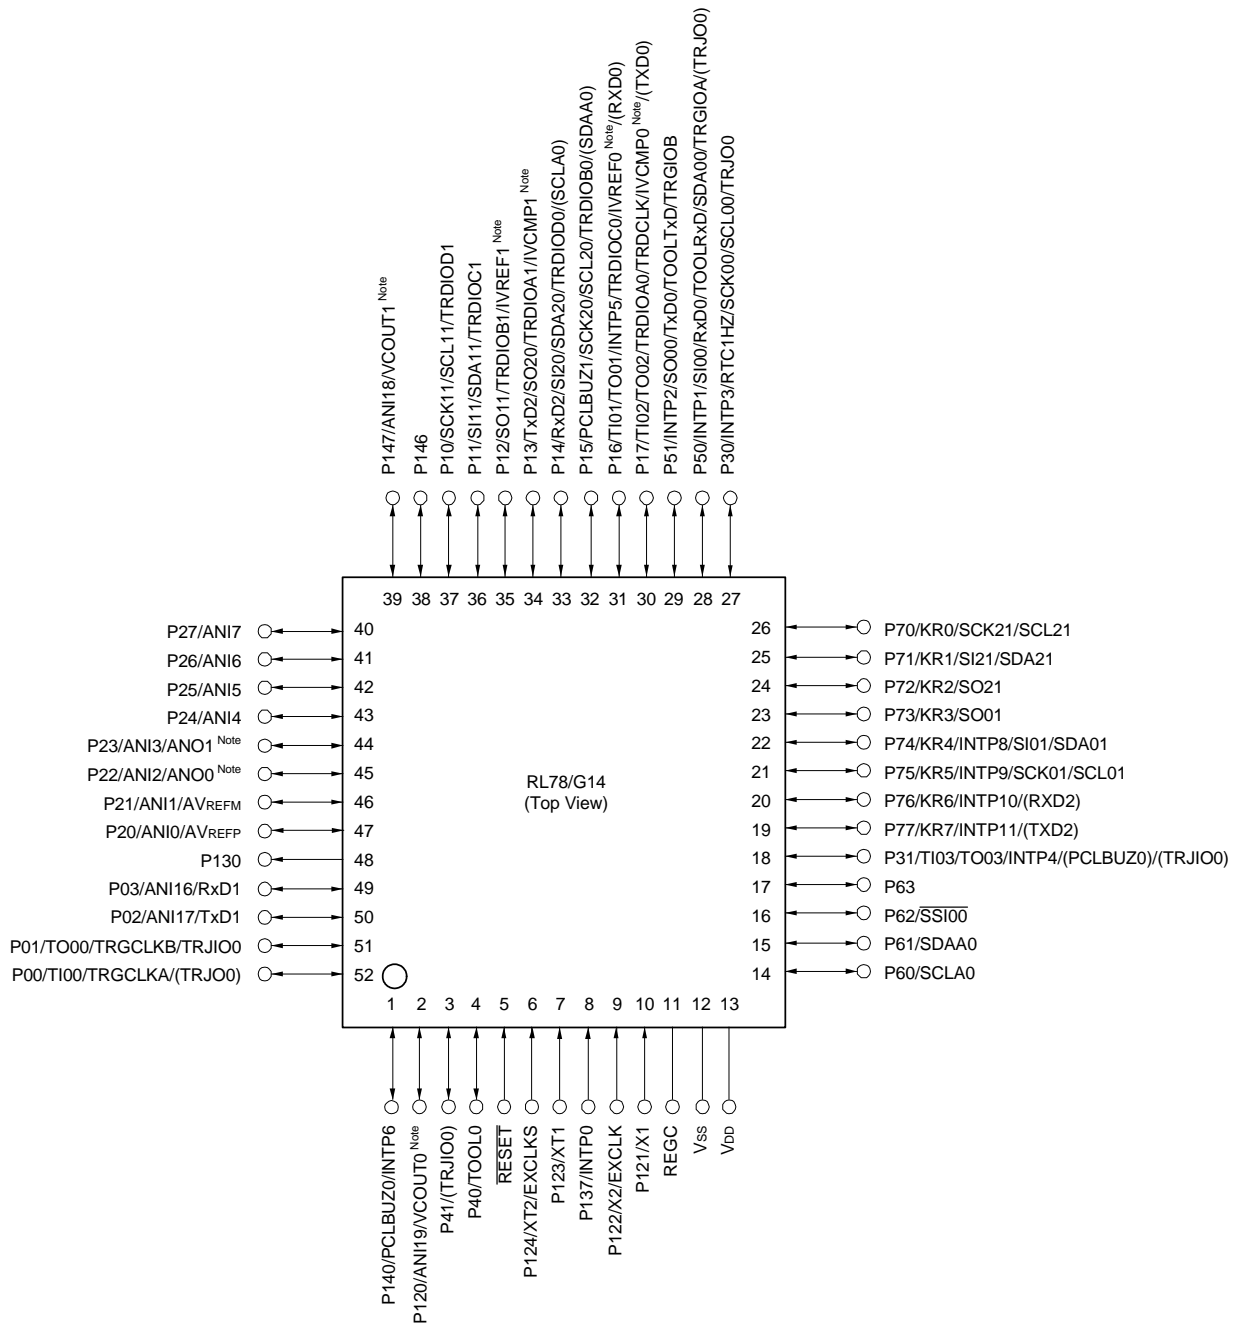 P147/ANI18/VCOUT1 Note
P146
P10/SCK11/SCL11/TRDIOD1
P11/SI11/SDA11/TRDIOC1
P12/SO11/TRDIOB1/IVREF1 Note
P13/TxD2/SO20/TRDIOA1/IVCMP1 Note
P14/RxD2/SI20/SDA20/TRDIOD0/(SCLA0)
P15/PCLBUZ1/SCK20/SCL20/TRDIOB0/(SDAA0)
P16/TI01/TO01/INTP5/TRDIOC0/IVREF0 Note/(RXD0)
P17/TI02/TO02/TRDIOA0/TRDCLK/IVCMP0 Note/(TXD0)
P51/INTP2/SO00/TxD0/TOOLTxD/TRGIOB
P50/INTP1/SI00/RxD0/TOOLRxD/SDA00/TRGIOA/(TRJO0)
P30/INTP3/RTC1HZ/SCK00/SCL00/TRJO0
39 38 37 36 35 34 33 32 31 30 29 28 27
P27/ANI7 40
P26/ANI6 41
P25/ANI5 42
P24/ANI4 43
P23/ANI3/ANO1 Note 44
P22/ANI2/ANO0 Note 45
P21/ANI1/AVREFM 46
P20/ANI0/AVREFP 47
P130 48
P03/ANI16/RxD1 49
P02/ANI17/TxD1 50
P01/TO00/TRGCLKB/TRJIO0 51
P00/TI00/TRGCLKA/(TRJO0) 52
RL78/G14
(Top View)
26 P70/KR0/SCK21/SCL21
25 P71/KR1/SI21/SDA21
24 P72/KR2/SO21
23 P73/KR3/SO01
22 P74/KR4/INTP8/SI01/SDA01
21 P75/KR5/INTP9/SCK01/SCL01
20 P76/KR6/INTP10/(RXD2)
19 P77/KR7/INTP11/(TXD2)
18 P31/TI03/TO03/INTP4/(PCLBUZ0)/(TRJIO0)
17 P63
16 P62/SSI00
15 P61/SDAA0
14 P60/SCLA0
1 2 3 4 5 6 7 8 9 10 11 12 13
P140/PCLBUZ0/INTP6
P120/ANI19/VCOUT0 Note
P41/(TRJIO0)
P40/TOOL0
RESET
P124/XT2/EXCLKS
P123/XT1
P137/INTP0
P122/X2/EXCLK
P121/X1
REGC
VSS
VDD